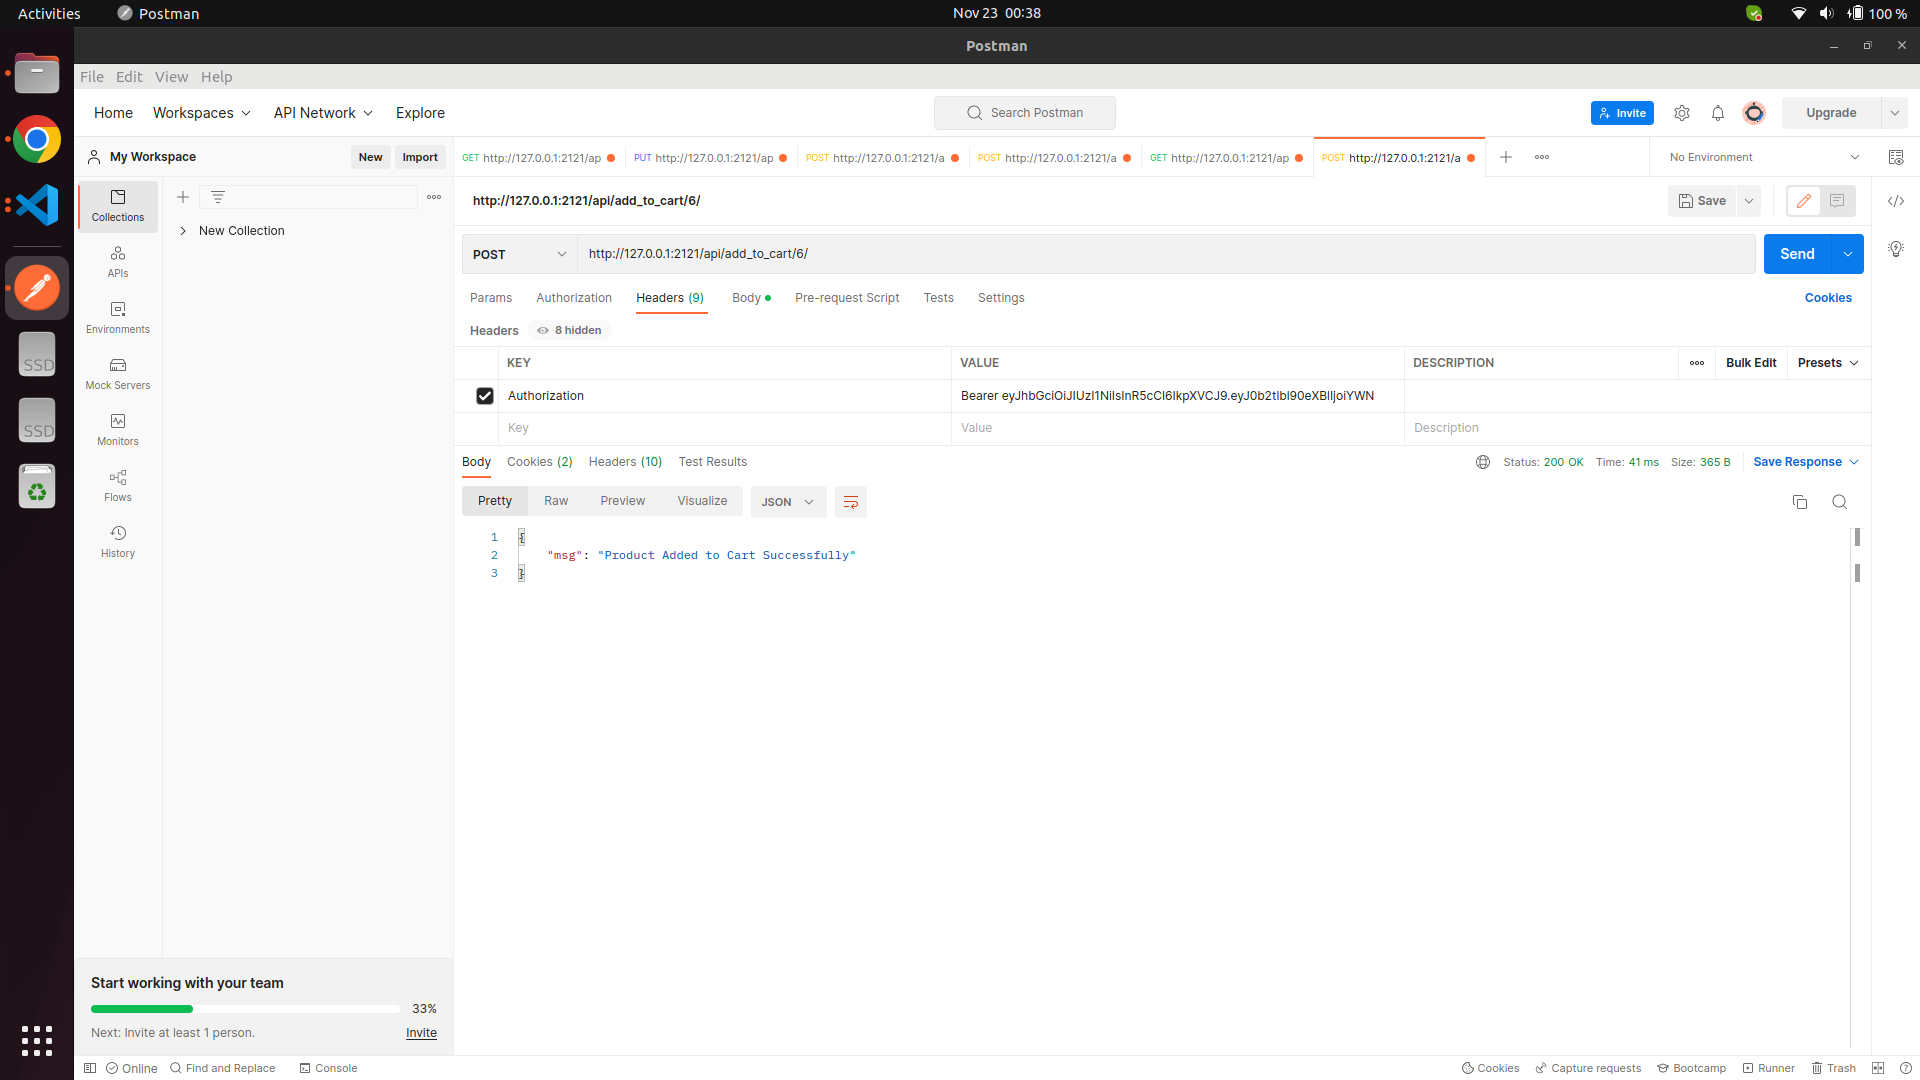 Activities Postman Nov 23 00:38 100 %
Postman
File Edit View Help
Home Workspaces API Network Explore Search Postman Invite Upgrade
My Workspace New Import GET http://127.0.0.1:2121/ap PUT http://127.0.0.1:2121/ap POST http://127.0.0.1:2121/a POST http://127.0.0.1:2121/a GET http://127.0.0.1:2121/ap POST http://127.0.0.1:2121/a No Environment
Collections
APIs
Environments
Mock Servers
Monitors
Flows
History
New Collection
http://127.0.0.1:2121/api/add_to_cart/6/ Save
POST http://127.0.0.1:2121/api/add_to_cart/6/ Send
Params Authorization Headers (9) Body Pre-request Script Tests Settings Cookies
Headers 8 hidden
KEY VALUE DESCRIPTION Bulk Edit Presets
Authorization Bearer eyJhbGciOiJIUzI1NiIsInR5cCI6IkpXVCJ9.eyJ0b2tlbl90eXBlIjoiYWN
Key Value Description
Body Cookies (2) Headers (10) Test Results Status: 200 OK Time: 41 ms Size: 365 B Save Response
Pretty Raw Preview Visualize JSON
1 {
2 "msg": "Product Added to Cart Successfully"
3 }
SSD
SSD
Start working with your team
33%
Next: Invite at least 1 person. Invite
Online Find and Replace Console Cookies Capture requests Bootcamp Runner Trash